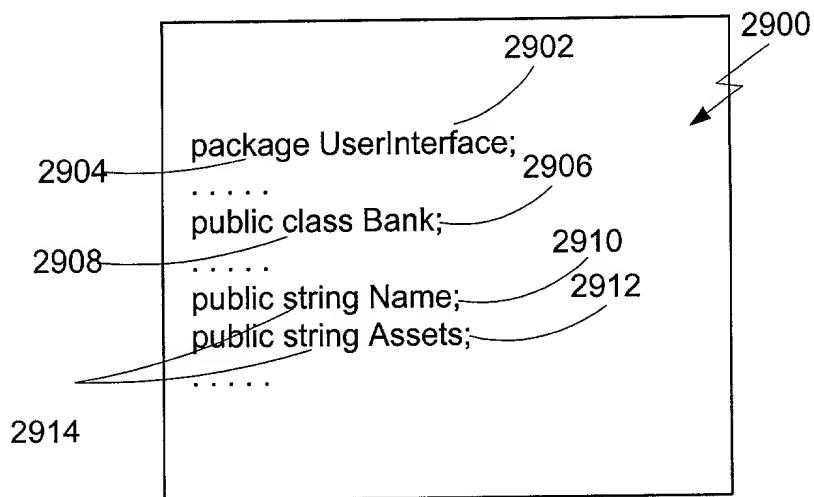 2900
2902
package UserInterface;
2904
. . . . .
2906
public class Bank;
2908
. . . . .
2910
public string Name;
2912
public string Assets;
. . . . .
2914